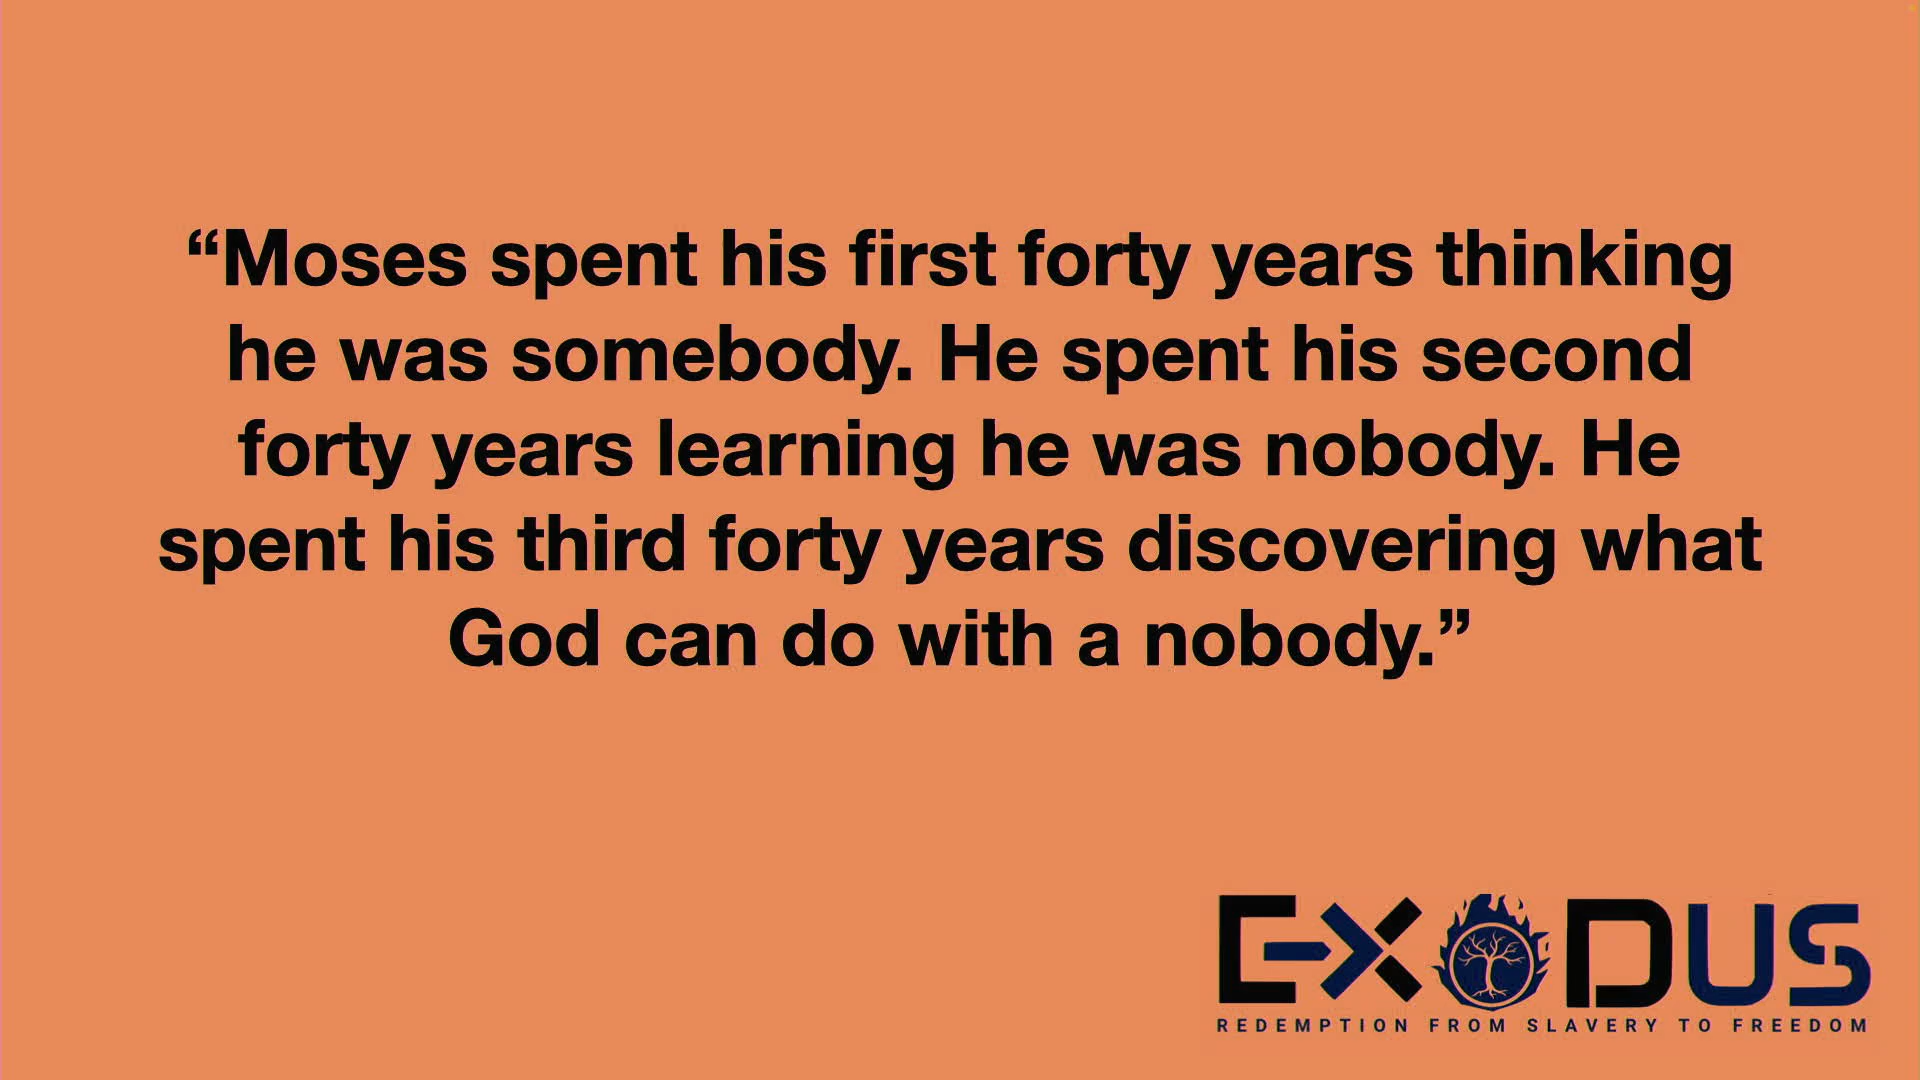 “Moses spent his first forty years thinking
he was somebody. He spent his second
forty years learning he was nobody. He
spent his third forty years discovering what
God can do with a nobody.”
EXODUS
REDEMPTION FROM SLAVERY TO FREEDOM